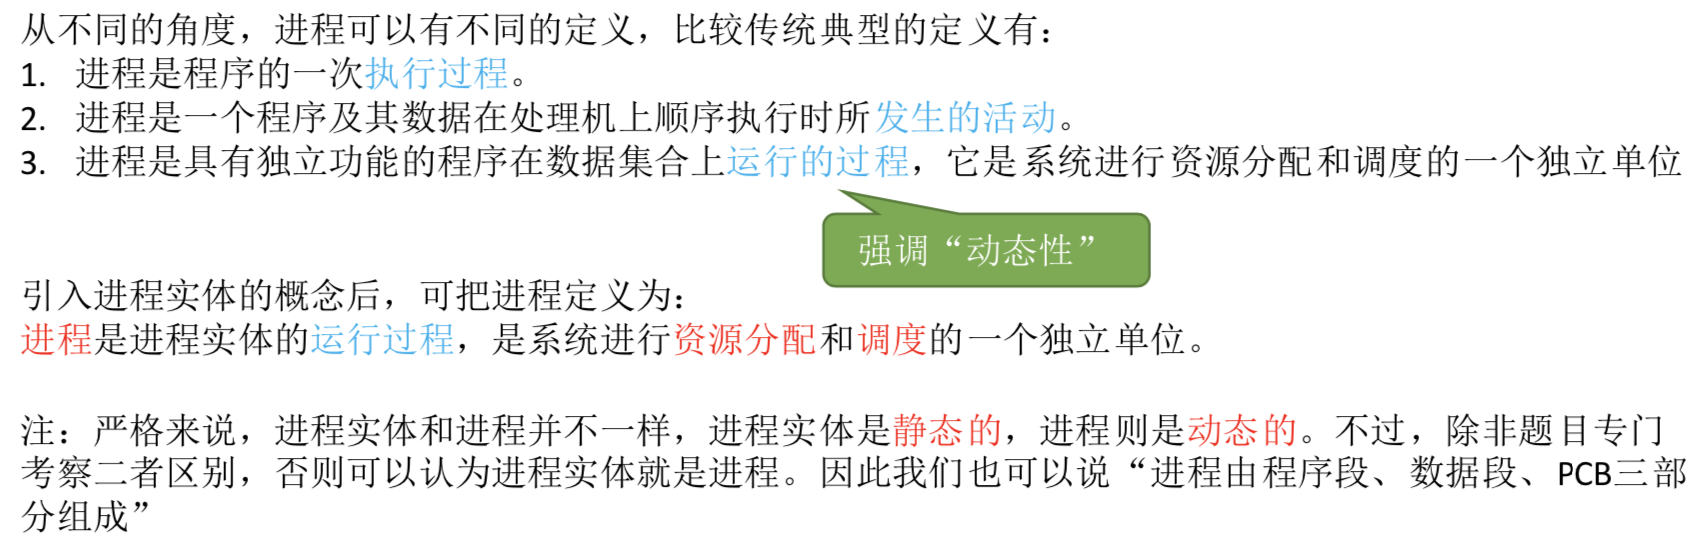 从不同的角度，进程可以有不同的定义，比较传统典型的定义有：
1. 进程是程序的一次执行过程。
2. 进程是一个程序及其数据在处理机上顺序执行时所发生的活动。
3. 进程是具有独立功能的程序在数据集合上运行的过程，它是系统进行资源分配和调度的一个独立单位
强调“动态性”
引入进程实体的概念后，可把进程定义为：
进程是进程实体的运行过程，是系统进行资源分配和调度的一个独立单位。
注：严格来说，进程实体和进程并不一样，进程实体是静态的，进程则是动态的。不过，除非题目专门
考察二者区别，否则可以认为进程实体就是进程。因此我们也可以说“进程由程序段、数据段、PCB三部
分组成”